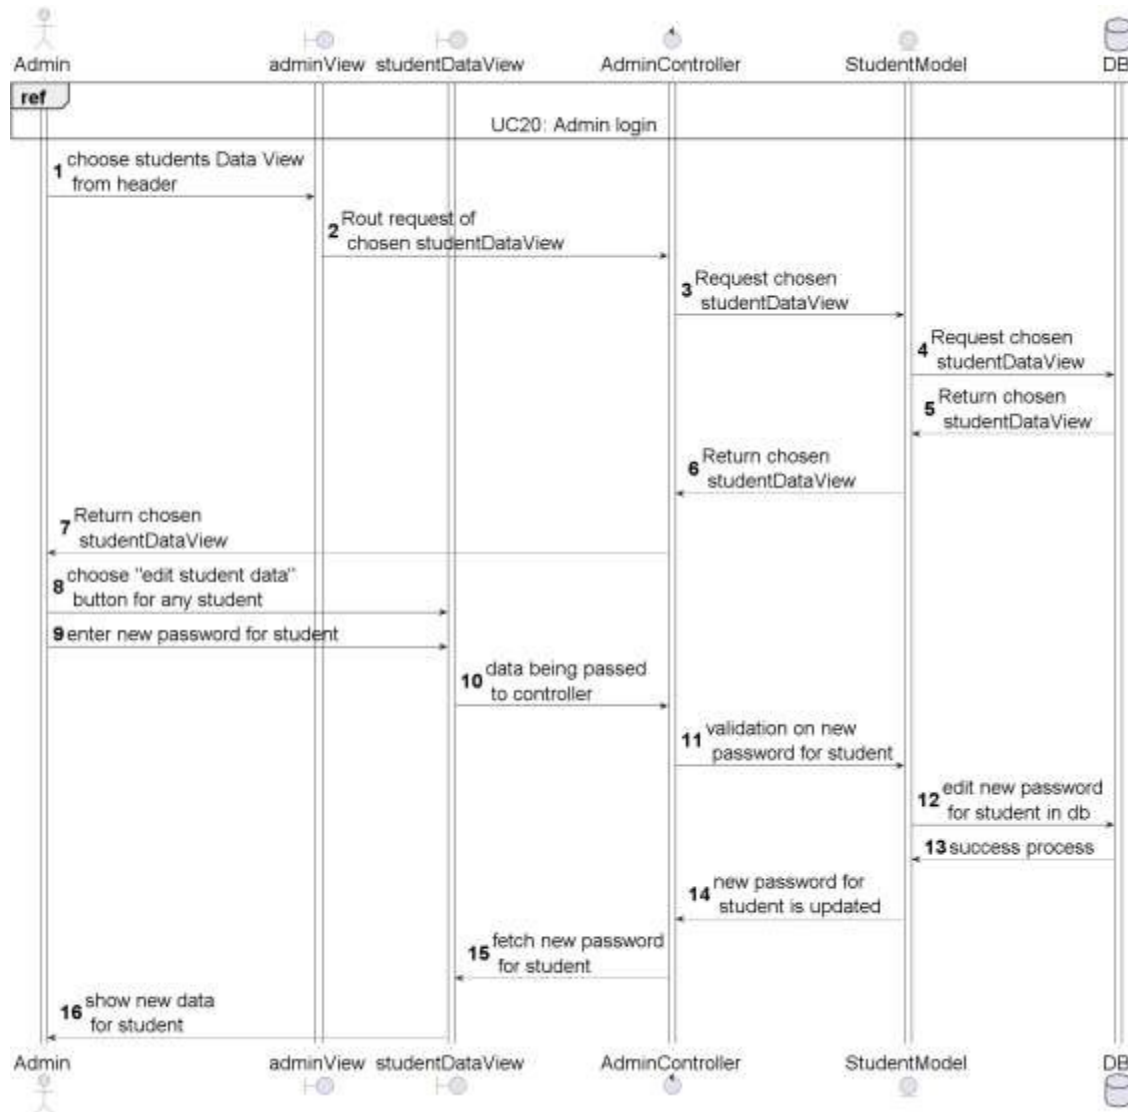 Admin
adminView
studentDataView
AdminController
StudentModel
DB
ref
UC20: Admin login
1 choose students Data View
from header
2 Rout request of
chosen studentDataView
3 Request chosen
studentDataView
4 Request chosen
studentDataView
5 Return chosen
studentDataView
6 Return chosen
studentDataView
7 Return chosen
studentDataView
8 choose "edit student data"
button for any student
9 enter new password for student
10 data being passed
to controller
11 validation on new
password for student
12 edit new password
for student in db
13 success process
14 new password for
student is updated
15 fetch new password
for student
16 show new data
for student
Admin
adminView
studentDataView
AdminController
StudentModel
DB